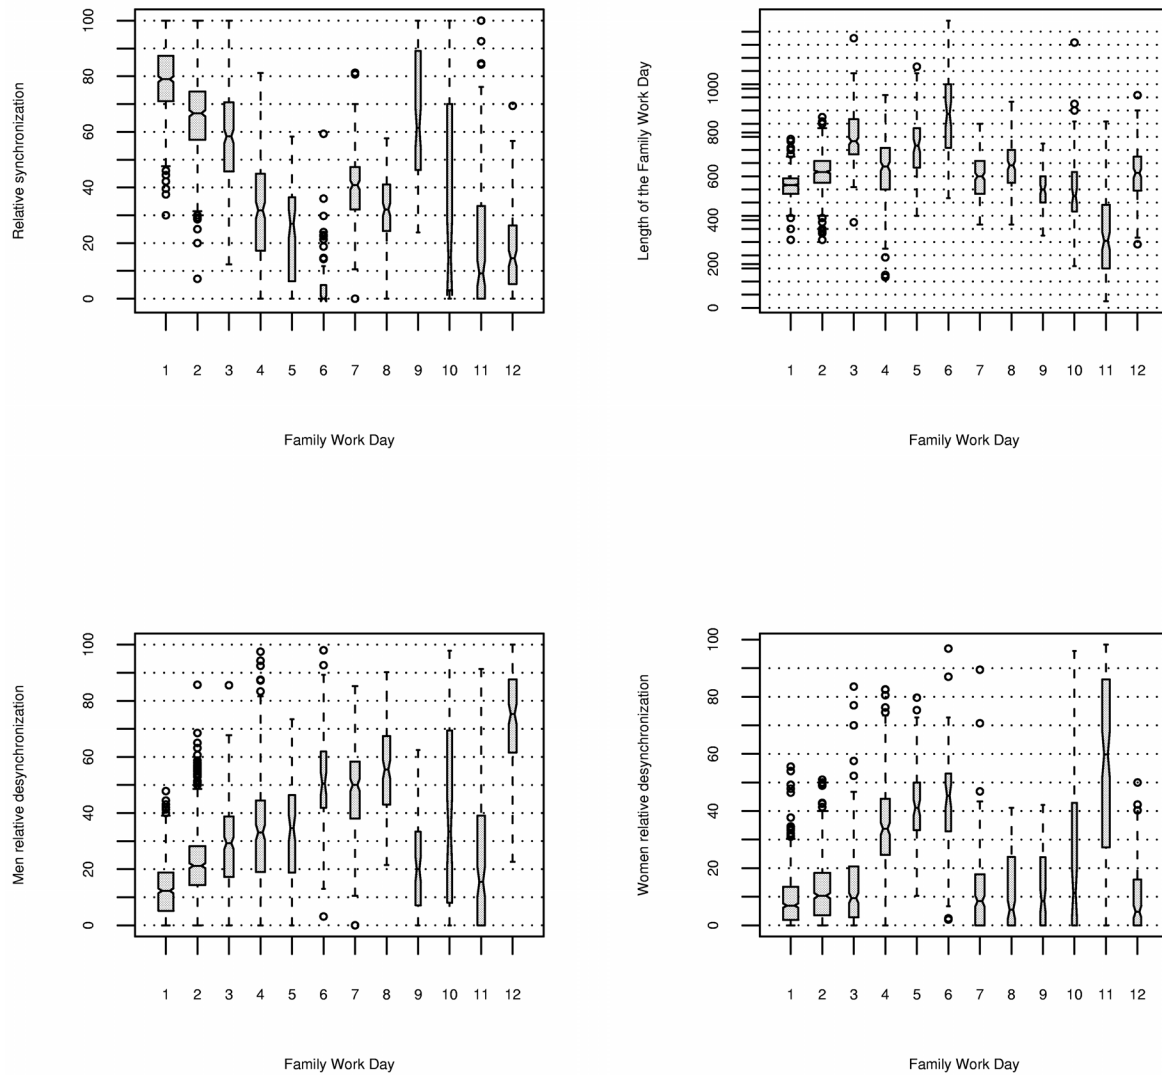 Relative synchronization
100
80
60
40
20
0
1 2 3 4 5 6 7 8 9 10 11 12
Family Work Day
Length of the Family Work Day
1000
800
600
400
200
0
1 2 3 4 5 6 7 8 9 10 11 12
Family Work Day
Men relative desynchronization
100
80
60
40
20
0
1 2 3 4 5 6 7 8 9 10 11 12
Family Work Day
Women relative desynchronization
100
80
60
40
20
0
1 2 3 4 5 6 7 8 9 10 11 12
Family Work Day